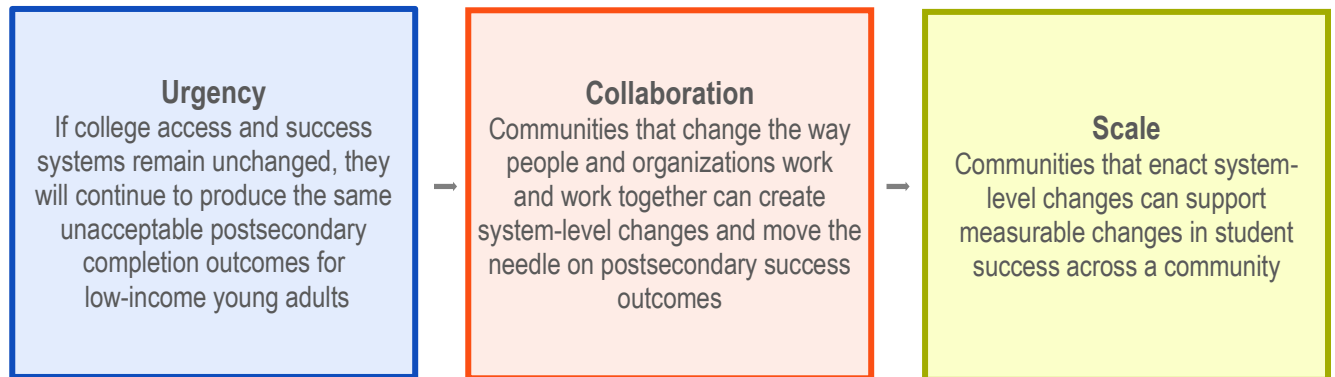 Urgency
If college access and success
systems remain unchanged, they
will continue to produce the same
unacceptable postsecondary
completion outcomes for
low-income young adults
Collaboration
Communities that change the way
people and organizations work
and work together can create
system-level changes and move the
needle on postsecondary success
outcomes
Scale
Communities that enact system-
level changes can support
measurable changes in student
success across a community